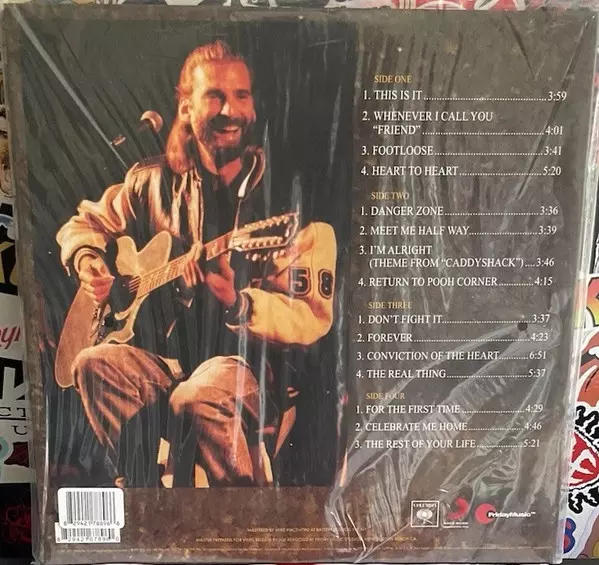 SIDE ONE
1. THIS IS IT..........3:59
2. WHENEVER I CALL YOU
"FRIEND"..........4:01
3. FOOTLOOSE..........3:41
4. HEART TO HEART..........5:20
SIDE TWO
1. DANGER ZONE..........3:36
2. MEET ME HALF WAY..........3:39
3. I'M ALRIGHT
(THEME FROM "CADDYSHACK")....3:46
4. RETURN TO POOH CORNER..........4:15
SIDE THREE
1. DON'T FIGHT IT..........3:37
2. FOREVER..........4:23
3. CONVICTION OF THE HEART........6:51
4. THE REAL THING..........5:37
SIDE FOUR
1. FOR THE FIRST TIME..........4:29
2. CELEBRATE ME HOME..........4:46
3. THE REST OF YOUR LIFE..........5:21
58
FridayMusic™